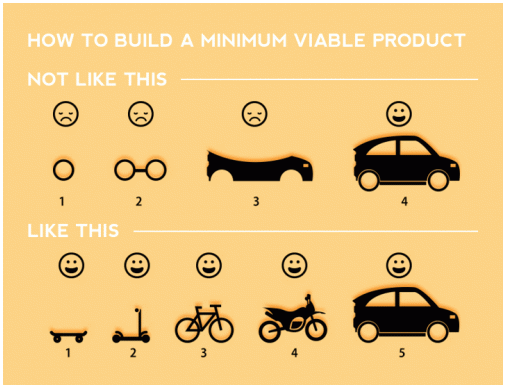 HOW TO BUILD A MINIMUM VIABLE PRODUCT
NOT LIKE THIS
1 2 3 4
LIKE THIS
1 2 3 4 5